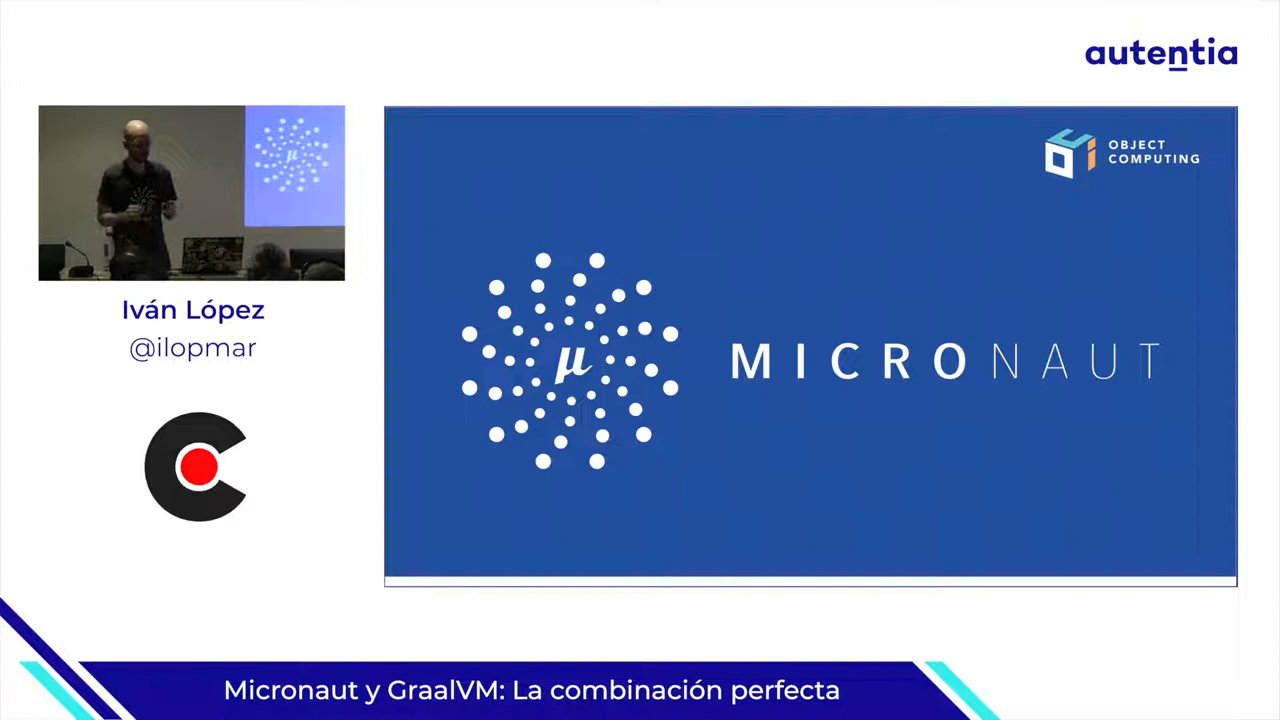 autentia
OBJECT
COMPUTING
Iván López
@ilopmar
µ
MICRONAUT
Micronaut y GraalVM: La combinación perfecta